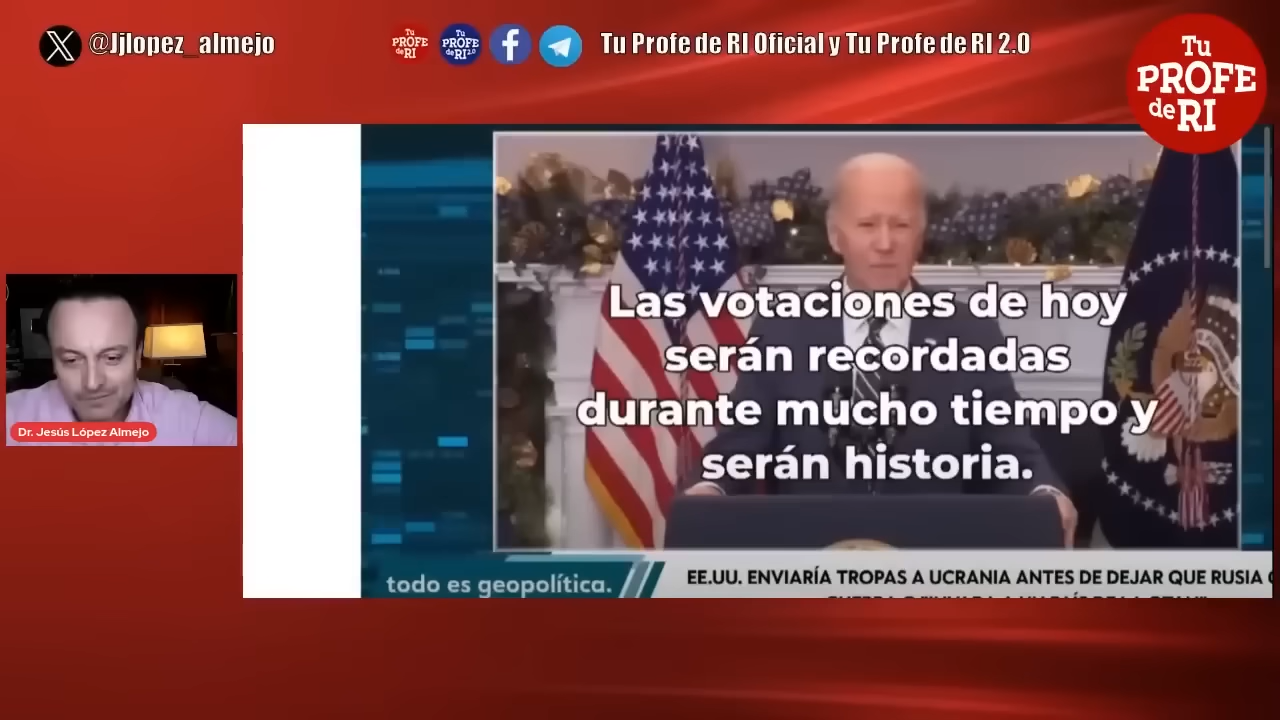 @Jjlopez_almejo
Tu
PROFE
de RI
Tu
PROFE
de RI 2.0
Tu Profe de RI Oficial y Tu Profe de RI 2.0
Tu
PROFE
de RI
Las votaciones de hoy
serán recordadas
durante mucho tiempo y
serán historia.
Dr. Jesús López Almejo
todo es geopolítica.
EE.UU. ENVIARÍA TROPAS A UCRANIA ANTES DE DEJAR QUE RUSIA